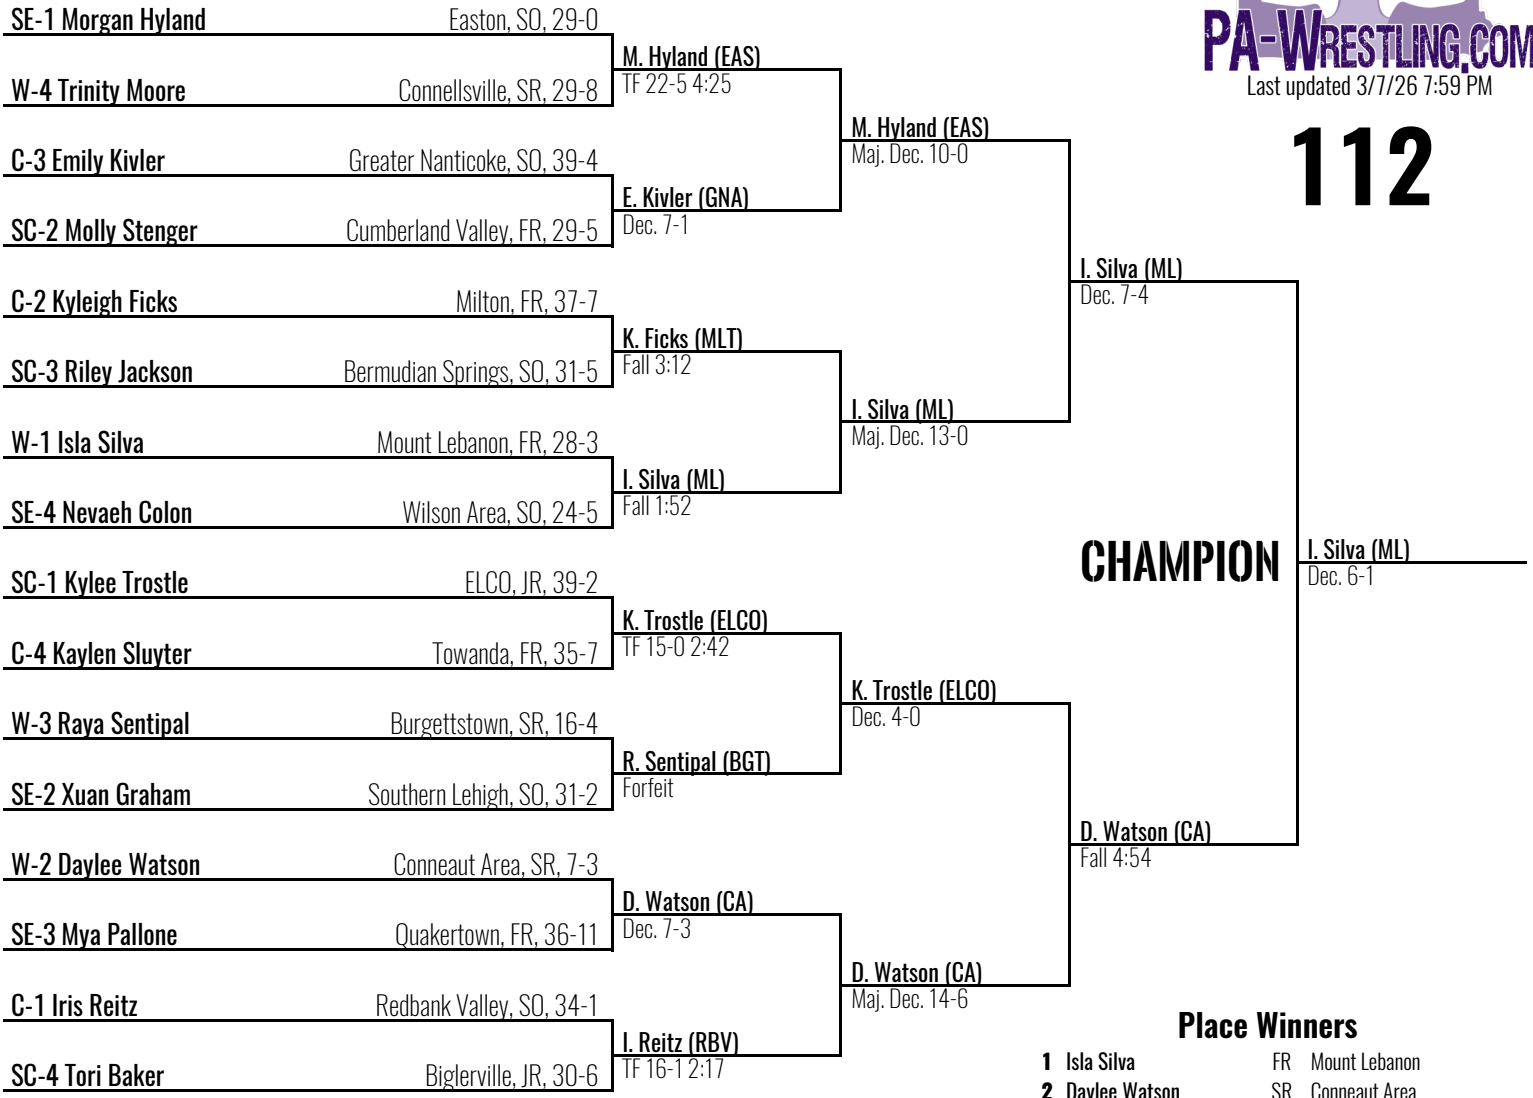 SE-1 Morgan Hyland Easton, SO, 29-0
W-4 Trinity Moore Connellsville, SR, 29-8
C-3 Emily Kivler Greater Nanticoke, SO, 39-4
SC-2 Molly Stenger Cumberland Valley, FR, 29-5
C-2 Kyleigh Ficks Milton, FR, 37-7
SC-3 Riley Jackson Bermudian Springs, SO, 31-5
W-1 Isla Silva Mount Lebanon, FR, 28-3
SE-4 Nevaeh Colon Wilson Area, SO, 24-5
SC-1 Kylee Trostle ELCO, JR, 39-2
C-4 Kaylen Sluyter Towanda, FR, 35-7
W-3 Raya Sentipal Burgettstown, SR, 16-4
SE-2 Xuan Graham Southern Lehigh, SO, 31-2
W-2 Daylee Watson Conneaut Area, SR, 7-3
SE-3 Mya Pallone Quakertown, FR, 36-11
C-1 Iris Reitz Redbank Valley, SO, 34-1
SC-4 Tori Baker Biglerville, JR, 30-6
M. Hyland (EAS)
TF 22-5 4:25
E. Kivler (GNA)
Dec. 7-1
K. Ficks (MLT)
Fall 3:12
I. Silva (ML)
Fall 1:52
K. Trostle (ELCO)
TF 15-0 2:42
R. Sentipal (BGT)
Forfeit
D. Watson (CA)
Dec. 7-3
I. Reitz (RBV)
TF 16-1 2:17
M. Hyland (EAS)
Maj. Dec. 10-0
I. Silva (ML)
Maj. Dec. 13-0
K. Trostle (ELCO)
Dec. 4-0
D. Watson (CA)
Maj. Dec. 14-6
I. Silva (ML)
Dec. 7-4
D. Watson (CA)
Fall 4:54
CHAMPION
I. Silva (ML)
Dec. 6-1
PA-WRESTLING.COM
Last updated 3/7/26 7:59 PM
112
Place Winners
1 Isla Silva FR Mount Lebanon
2 Daylee Watson SR Conneaut Area